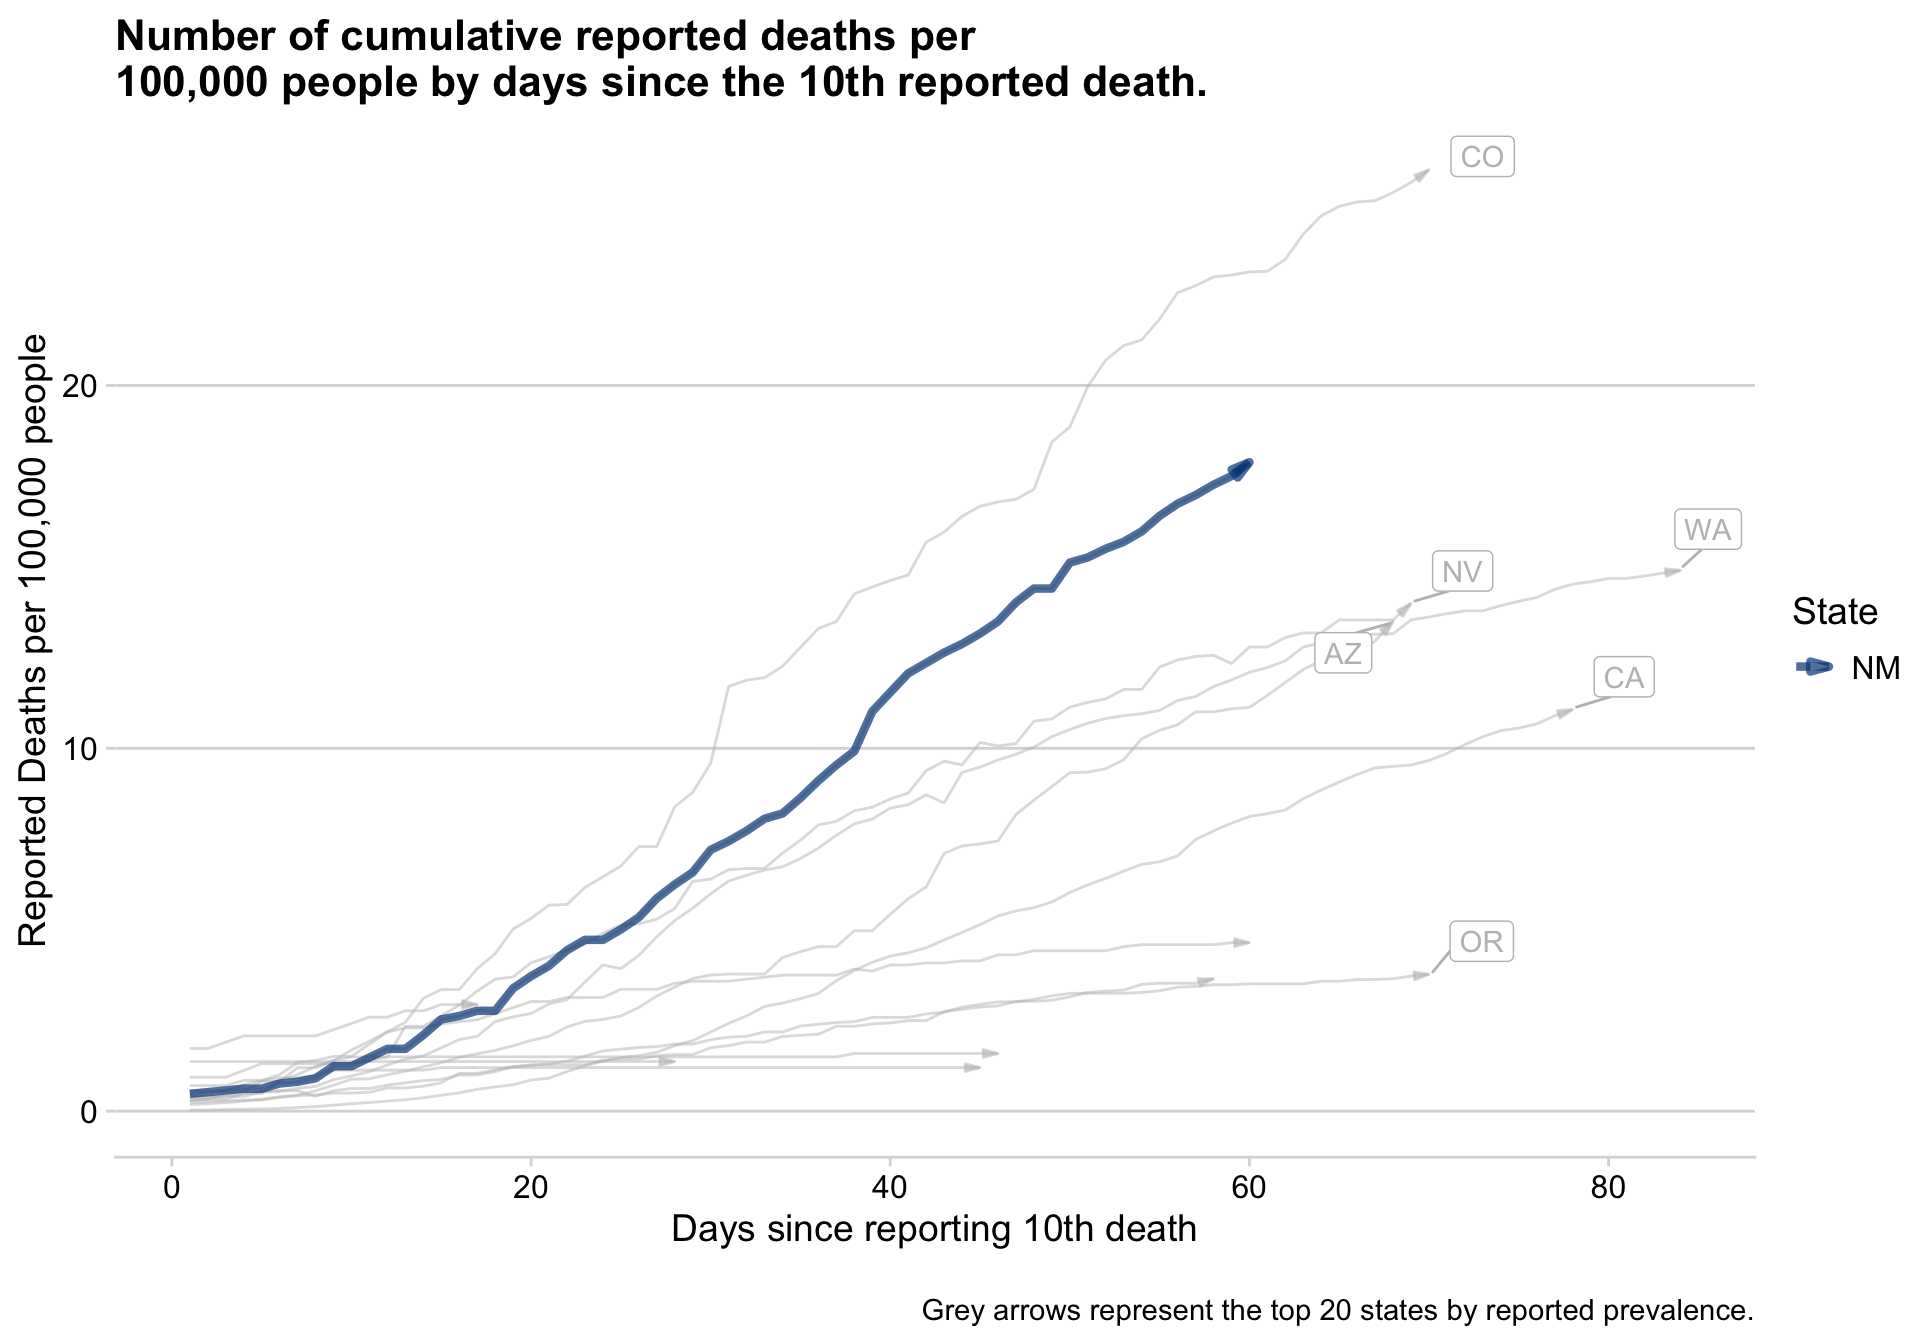 Number of cumulative reported deaths per
100,000 people by days since the 10th reported death.
CO
20
WA
NV
State
AZ
NM
CA
10
OR
0
Reported Deaths per 100,000 people
0 20 40 60 80
Days since reporting 10th death
Grey arrows represent the top 20 states by reported prevalence.